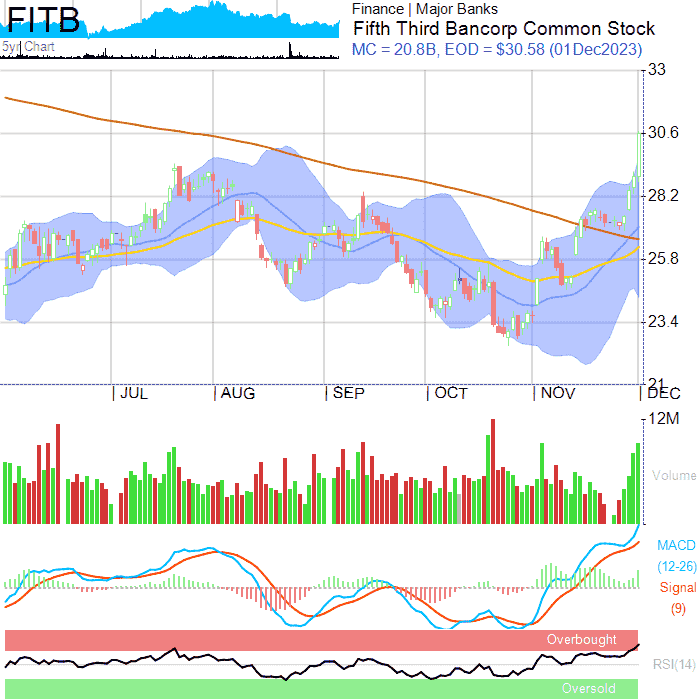 FITB
5yr Chart
Finance | Major Banks
Fifth Third Bancorp Common Stock
MC = 20.8B, EOD = $30.58 (01Dec2023)
33
30.6
28.2
25.8
23.4
21
JUL AUG SEP OCT NOV DEC
12M
Volume
MACD
(12-26)
Signal
(9)
Overbought
RSI(14)
Oversold